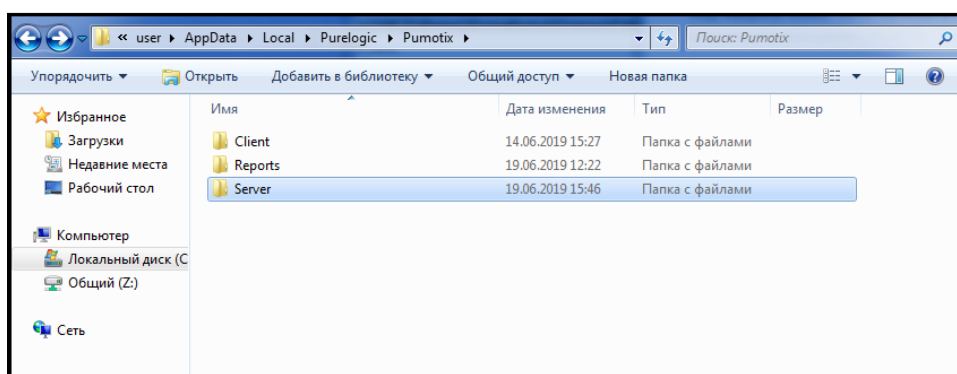 « user ▸ AppData ▸ Local ▸ Purelogic ▸ Pumotix ▸
Поиск: Pumotix
Упорядочить ▾ Открыть Добавить в библиотеку ▾ Общий доступ ▾ Новая папка
Имя Дата изменения Тип Размер
Избранное
Загрузки
Недавние места
Рабочий стол
Компьютер
Локальный диск (C
Общий (Z:)
Сеть
Client 14.06.2019 15:27 Папка с файлами
Reports 19.06.2019 12:22 Папка с файлами
Server 19.06.2019 15:46 Папка с файлами